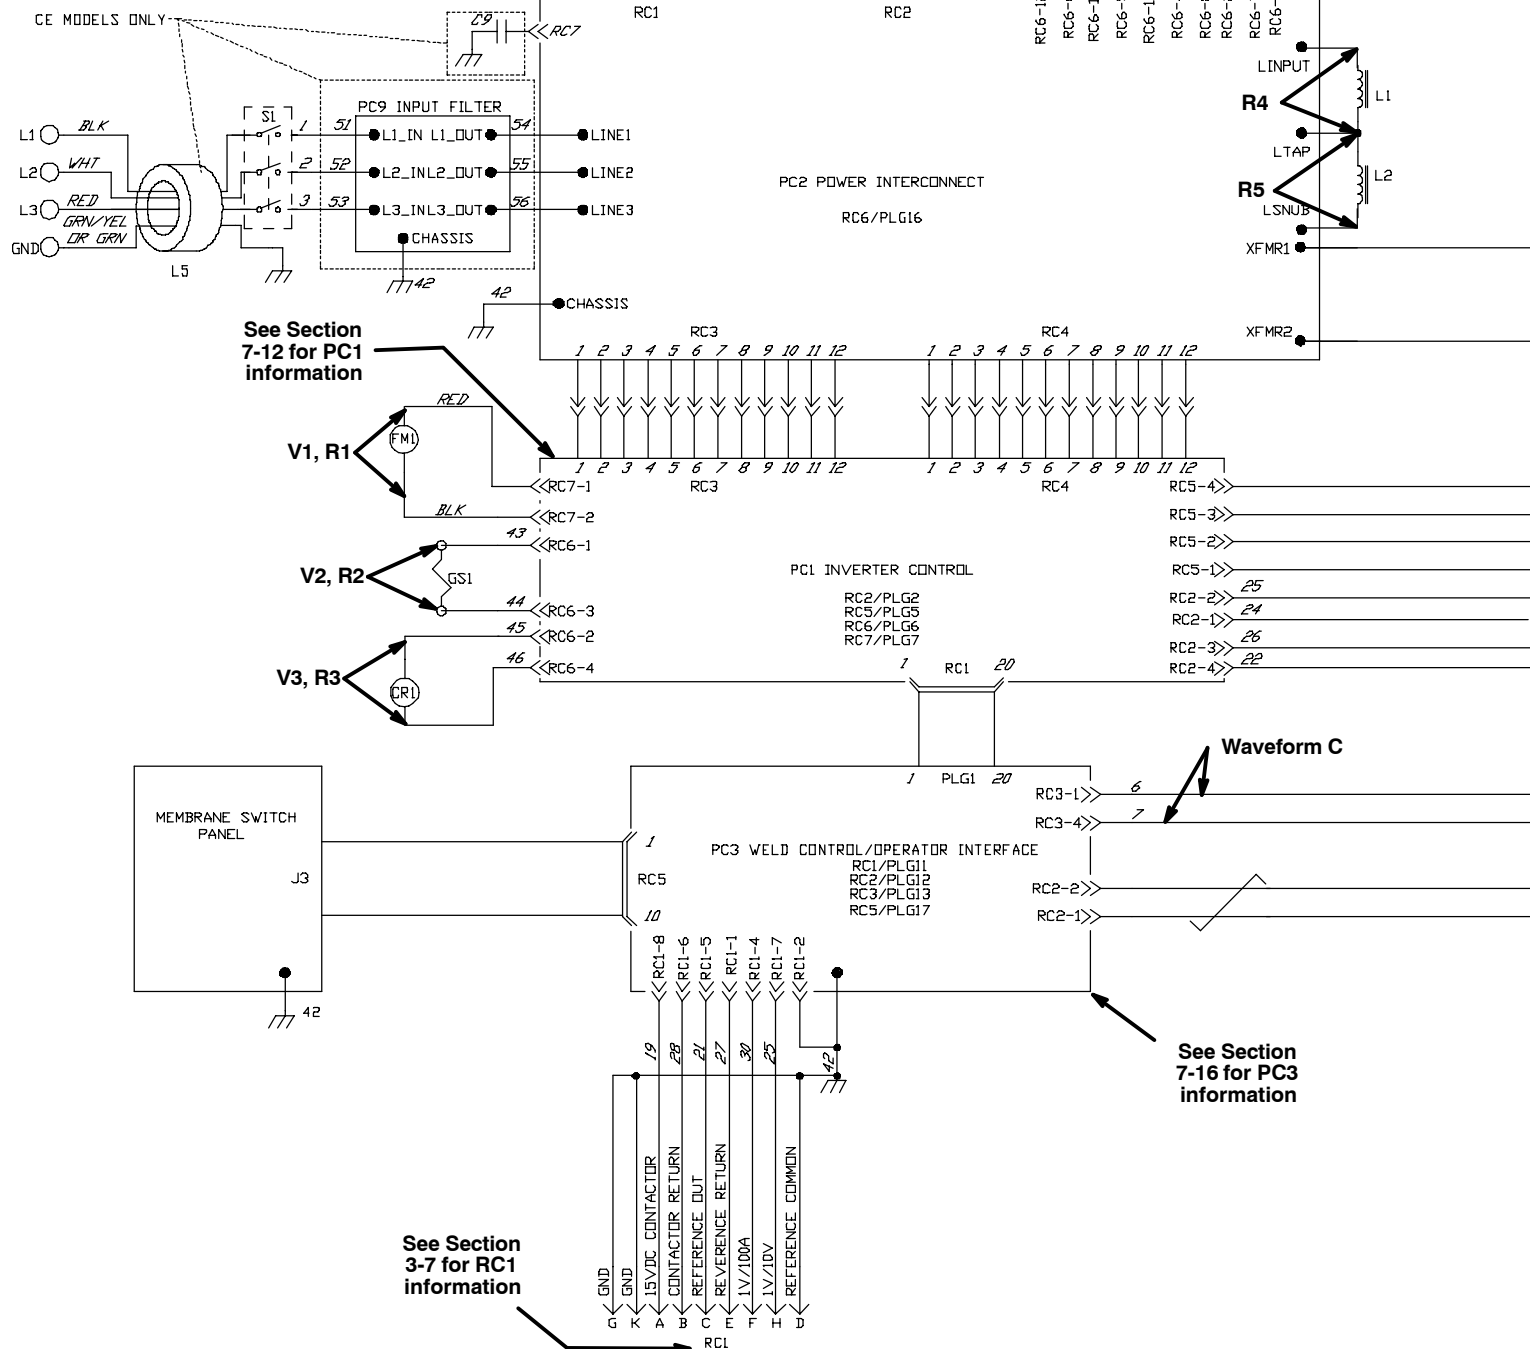 CE MODELS ONLY
C9
RC7
RC1
RC2
LINPUT
R4
L1
LTAP
R5
L2
LSNUB
XFMR1
XFMR2
PC9 INPUT FILTER
S1
L1 BLK 1 51 L1_IN L1_OUT 54 LINE1
L2 WHT 2 52 L2_IN L2_OUT 55 LINE2
L3 RED 3 53 L3_IN L3_OUT 56 LINE3
GRN/YEL
GND OR GRN
CHASSIS
L5
42
PC2 POWER INTERCONNECT
RC6/PLG16
42 CHASSIS
See Section
7-12 for PC1
information
RC3
RC4
1 2 3 4 5 6 7 8 9 10 11 12
1 2 3 4 5 6 7 8 9 10 11 12
1 2 3 4 5 6 7 8 9 10 11 12
1 2 3 4 5 6 7 8 9 10 11 12
RC3
RC4
RED
V1, R1
FM1
RC7-1
BLK
RC7-2
43
RC6-1
V2, R2
GS1
44
RC6-3
45
RC6-2
V3, R3
46
RC6-4
CR1
PC1 INVERTER CONTROL
RC2/PLG2
RC5/PLG5
RC6/PLG6
RC7/PLG7
RC5-4
RC5-3
RC5-2
RC5-1
RC2-2 25
RC2-1 24
RC2-3 26
RC2-4 22
1 RC1 20
1 PLG1 20
Waveform C
RC3-1 6
RC3-4 7
MEMBRANE SWITCH
PANEL
J3
42
1
RC5
10
PC3 WELD CONTROL/OPERATOR INTERFACE
RC1/PLG11
RC2/PLG12
RC3/PLG13
RC5/PLG17
RC2-2
RC2-1
RC1-8
RC1-6
RC1-5
RC1-1
RC1-4
RC1-7
RC1-2
19
28
21
27
30
25
42
See Section
7-16 for PC3
information
GND
GND
15VDC CONTACTOR
CONTACTOR RETURN
REFERENCE OUT
REVERENCE RETURN
1V/100A
1V/10V
REFERENCE COMMON
See Section
3-7 for RC1
information
G K A B C E F H D
RC1